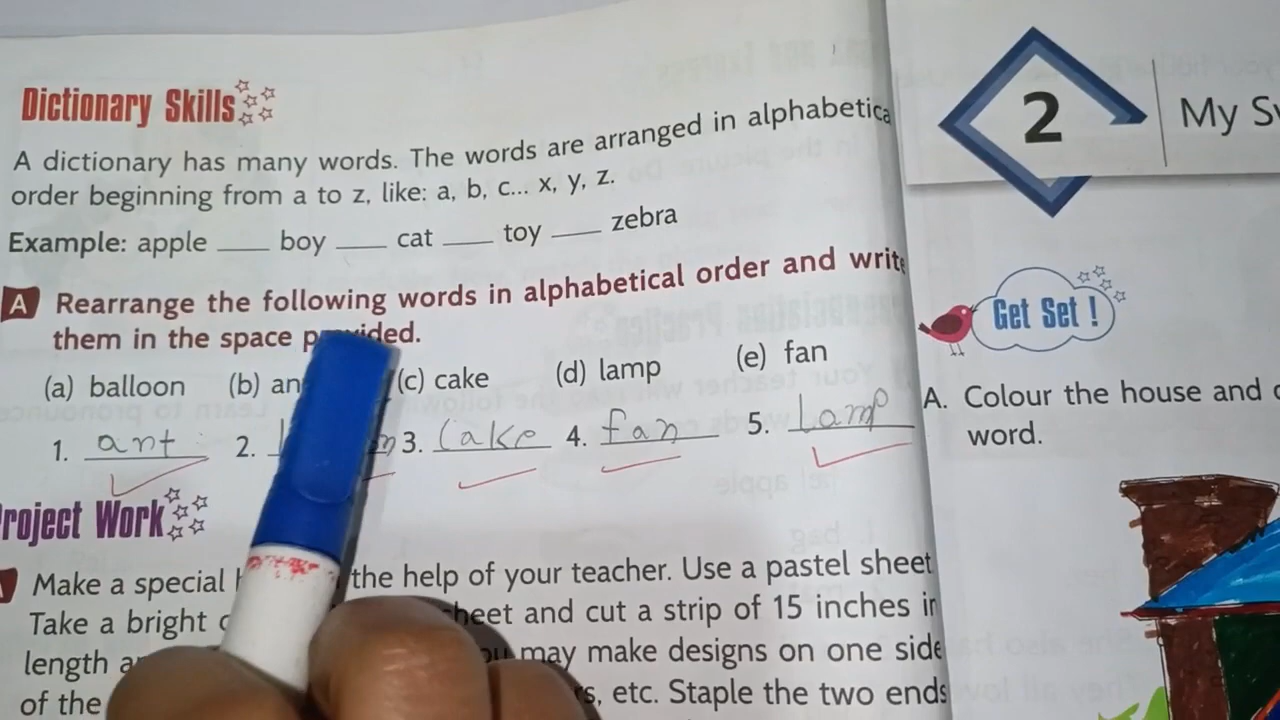 Dictionary Skills
A dictionary has many words. The words are arranged in alphabetica
order beginning from a to z, like: a, b, c... x, y, z.
Example: apple ____ boy ____ cat ____ toy ____ zebra
A Rearrange the following words in alphabetical order and write
them in the space provided.
(a) balloon (b) an (c) cake (d) lamp (e) fan
1. ant 2. 3. cake 4. fan 5. lamp
roject Work
Make a special the help of your teacher. Use a pastel sheet
Take a bright heet and cut a strip of 15 inches in
length a ou may make designs on one side
of the s, etc. Staple the two ends
2 My Sw
Get Set !
A. Colour the house and c
word.